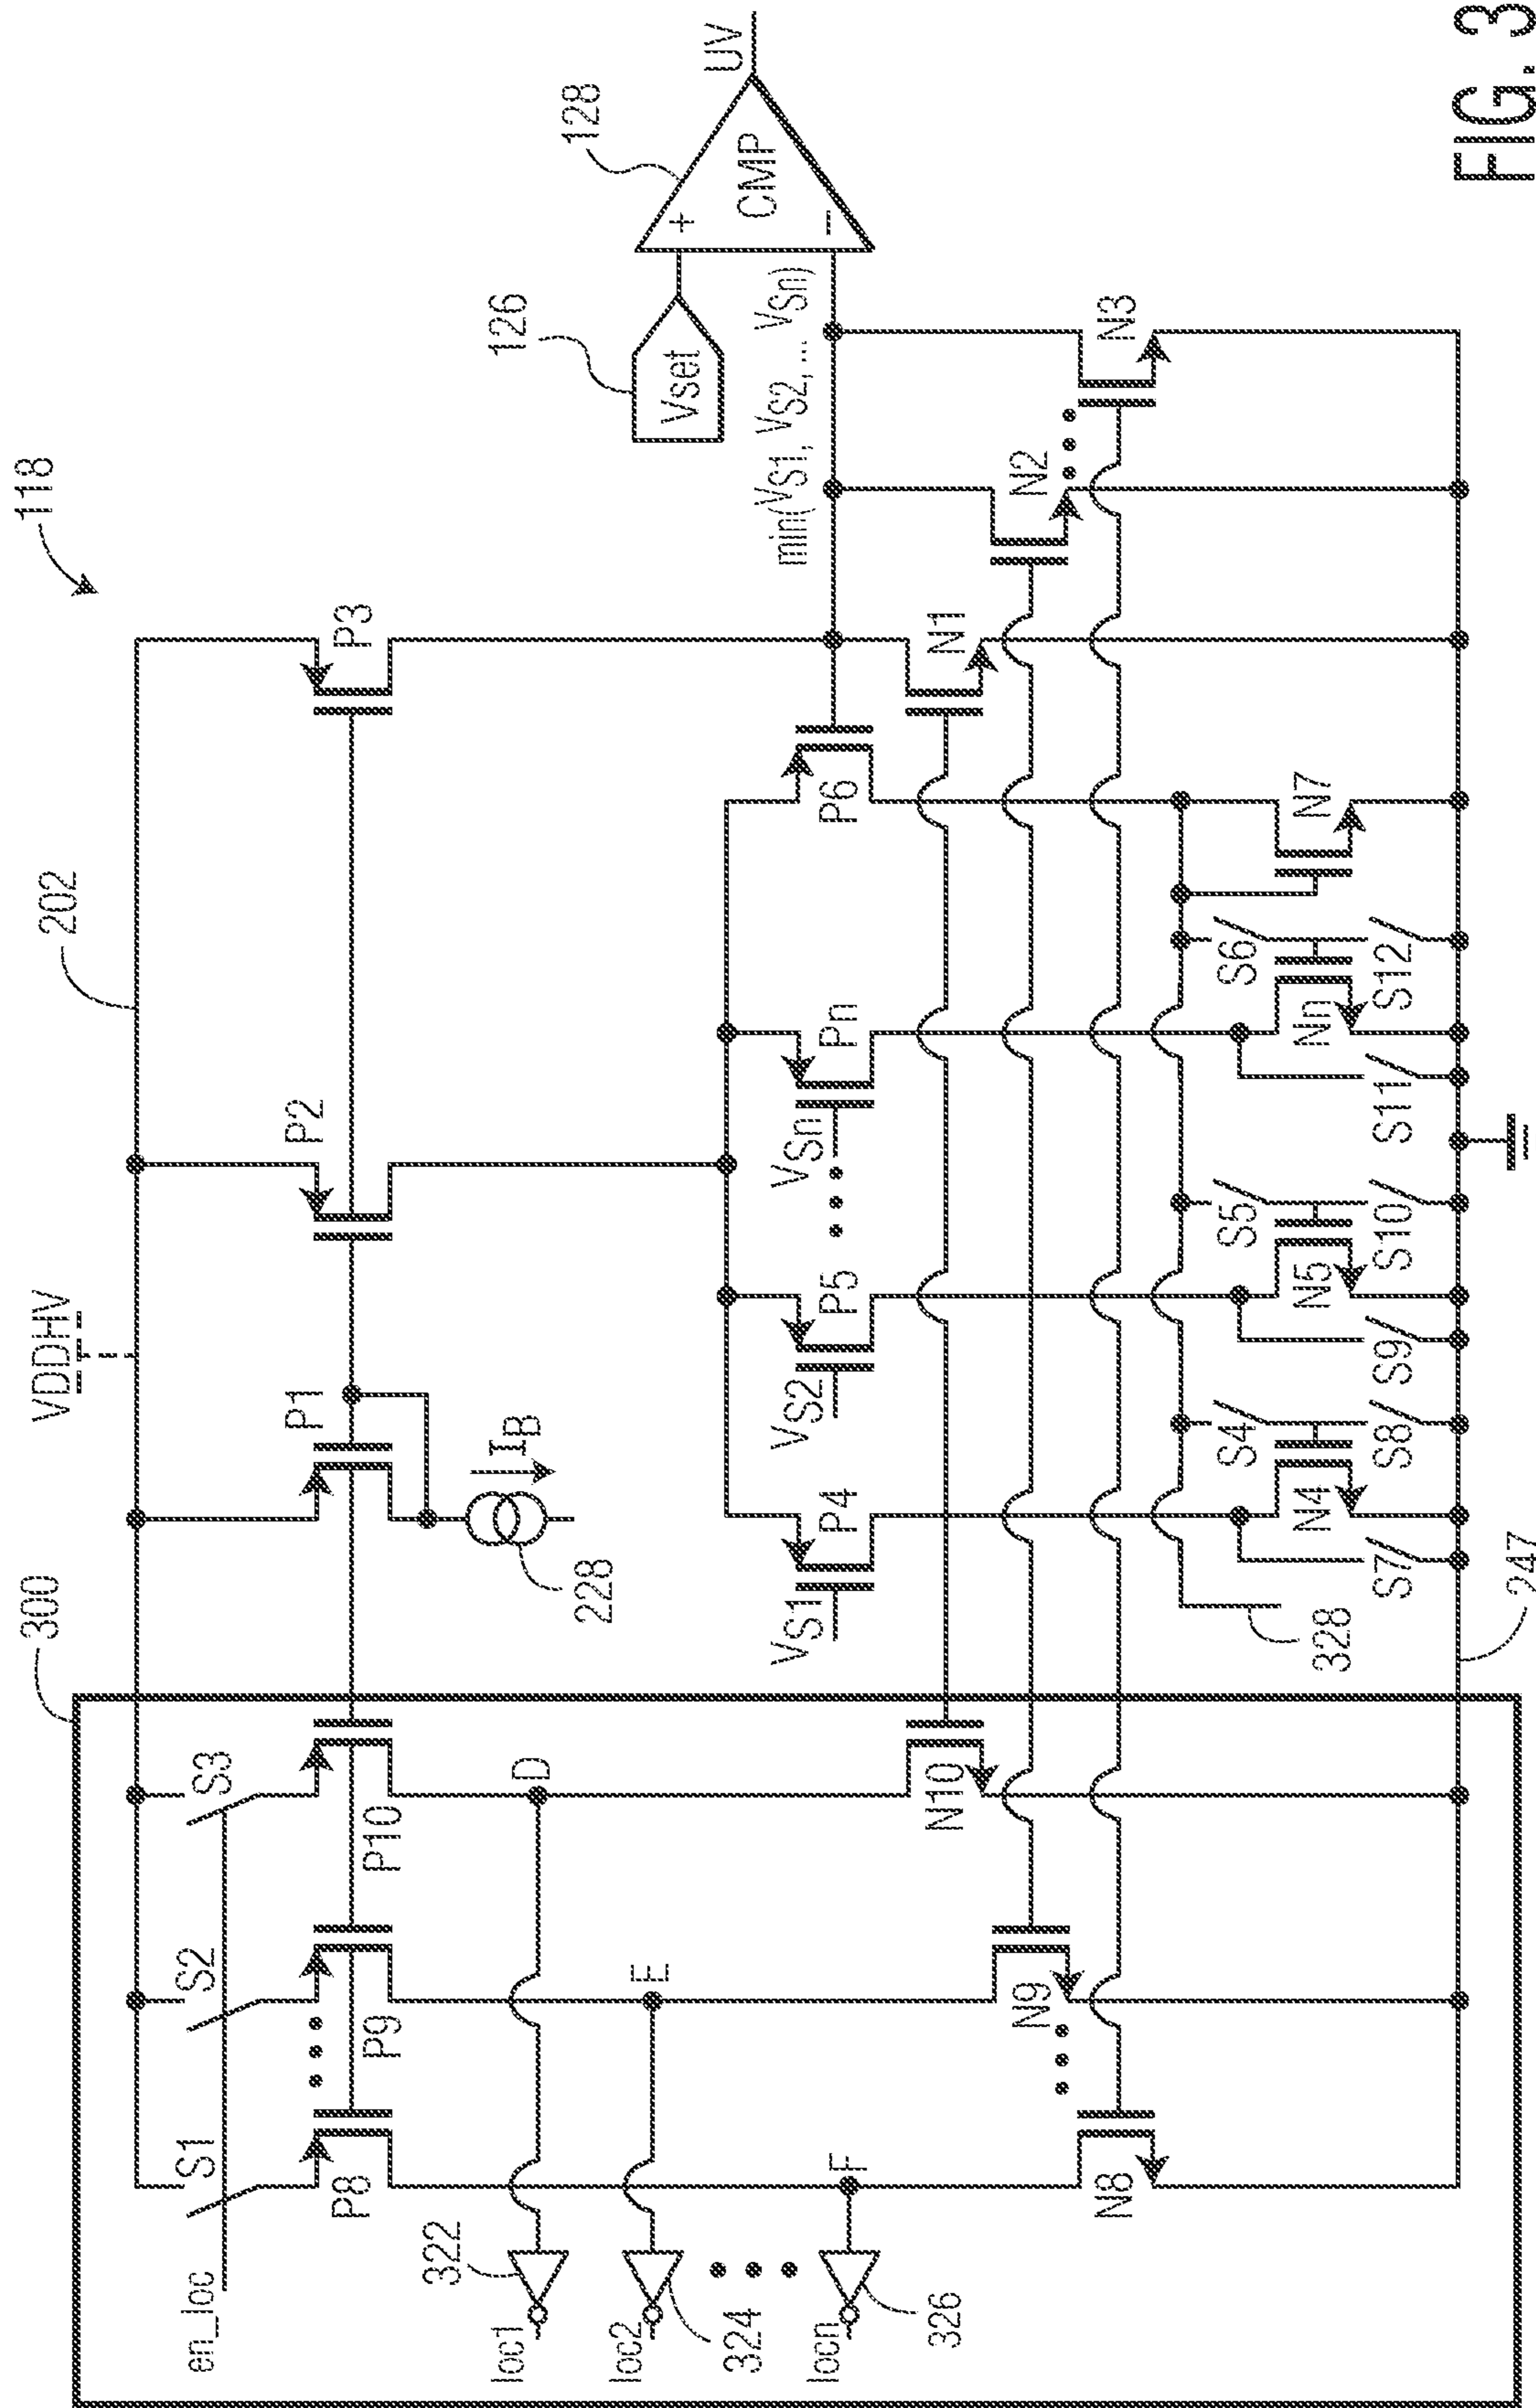 FIG. 3
118
300
VDDHV
202
S1
S2
S3
en_loc
P8
P9
P10
P1
P2
P3
IB
228
126
Vset
128
CMP
+
−
UV
min(VS1, VS2, ... VSn)
322
loc1
D
324
loc2
E
326
locn
F
VS1
P4
VS2
P5
VSn
Pn
P6
N10
N9
N8
N1
N2
N3
328
S4
S5
S6
N4
N5
Nn
N7
S7
S8
S9
S10
S11
S12
247